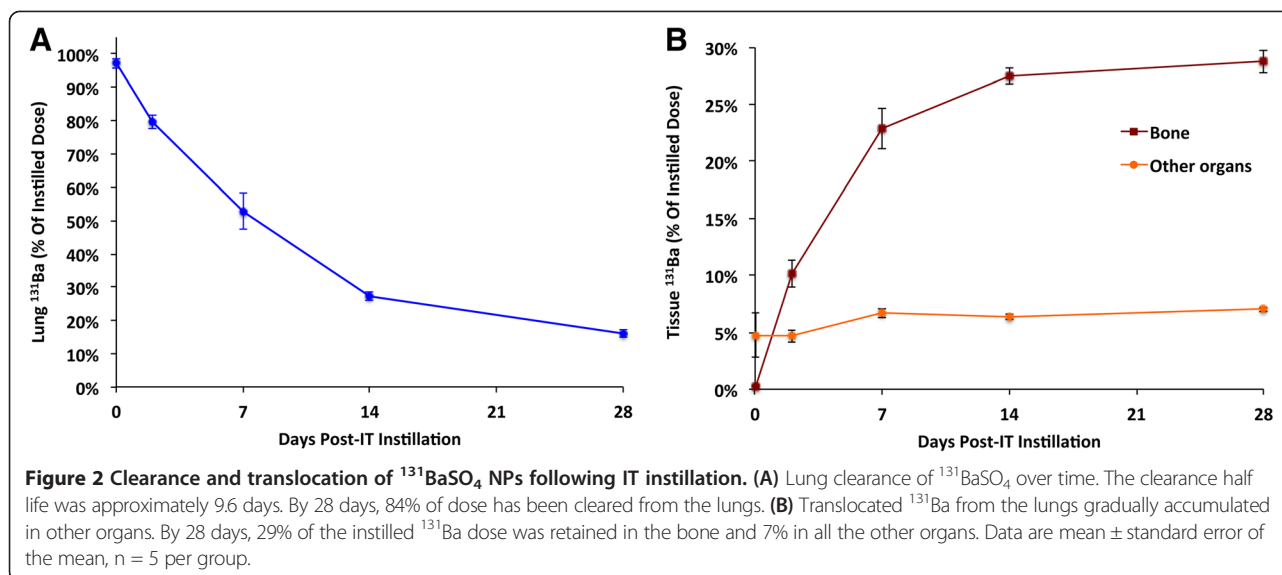 A
100%
90%
80%
70%
60%
50%
40%
30%
20%
10%
0%
Lung ¹³¹Ba (% Of Instilled Dose)
0 7 14 21 28
Days Post-IT Instillation
B
30%
25%
20%
15%
10%
5%
0%
Tissue ¹³¹Ba (% Of Instilled Dose)
Bone
Other organs
0 7 14 21 28
Days Post-IT Instillation
Figure 2 Clearance and translocation of ¹³¹BaSO₄ NPs following IT instillation. (A) Lung clearance of ¹³¹BaSO₄ over time. The clearance half
life was approximately 9.6 days. By 28 days, 84% of dose has been cleared from the lungs. (B) Translocated ¹³¹Ba from the lungs gradually accumulated
in other organs. By 28 days, 29% of the instilled ¹³¹Ba dose was retained in the bone and 7% in all the other organs. Data are mean ± standard error of
the mean, n = 5 per group.